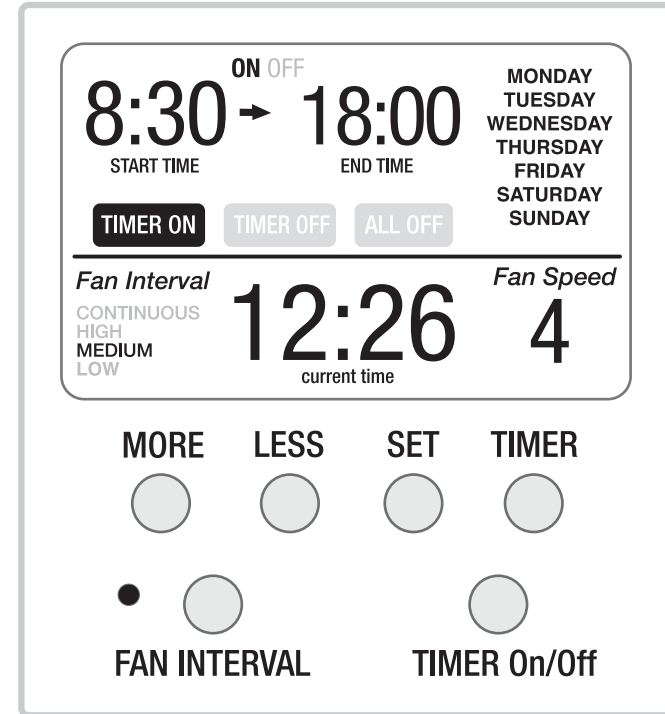 ON OFF
8:30 18:00
START TIME END TIME
MONDAY
TUESDAY
WEDNESDAY
THURSDAY
FRIDAY
SATURDAY
SUNDAY
TIMER ON TIMER OFF ALL OFF
Fan Interval
CONTINUOUS
HIGH
MEDIUM
LOW
12:26
current time
Fan Speed
4
MORE LESS SET TIMER
FAN INTERVAL TIMER On/Off